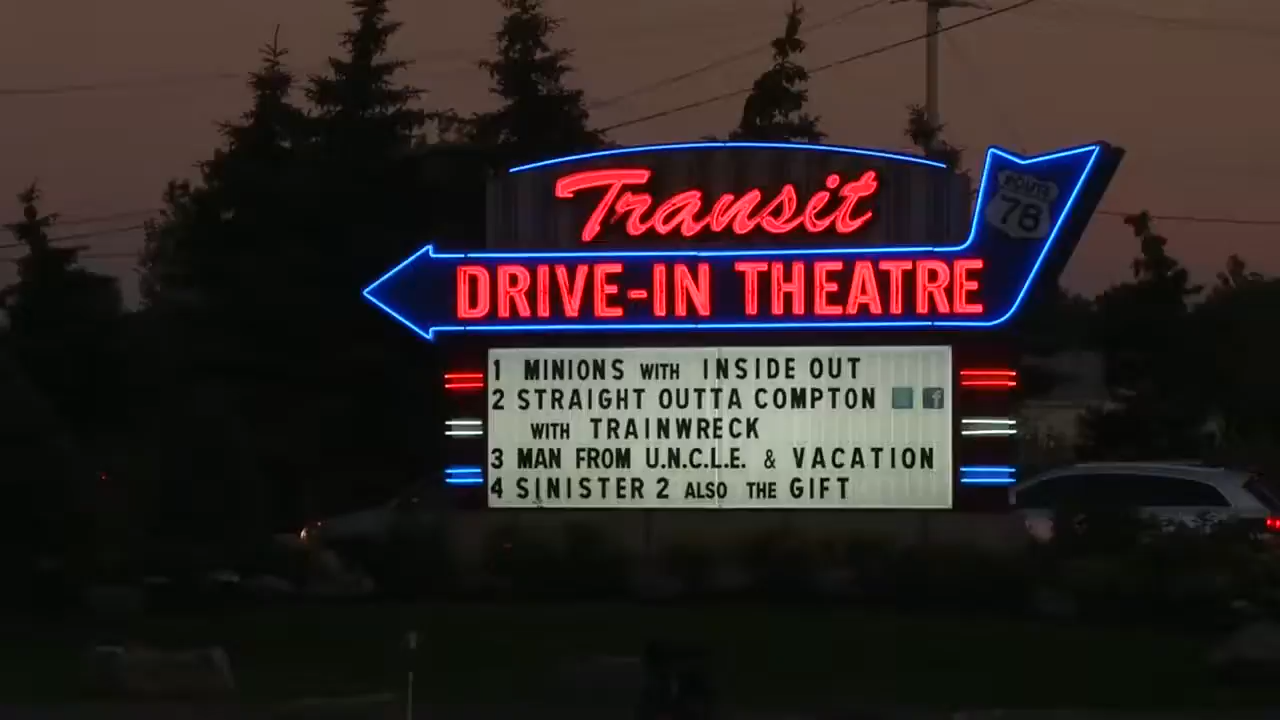 Transit
ROUTE
78
DRIVE-IN THEATRE
1 MINIONS WITH INSIDE OUT
2 STRAIGHT OUTTA COMPTON f
WITH TRAINWRECK
3 MAN FROM U.N.C.L.E. & VACATION
4 SINISTER 2 ALSO THE GIFT